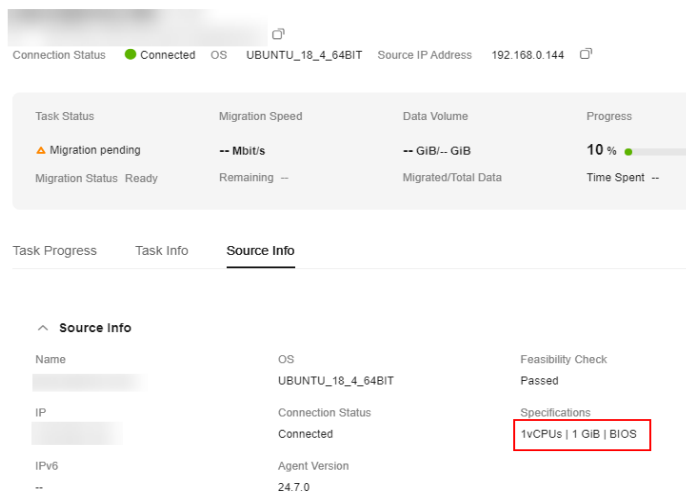 Connection Status Connected OS UBUNTU_18_4_64BIT Source IP Address 192.168.0.144
Task Status Migration Speed Data Volume Progress
Migration pending -- Mbit/s -- GiB/-- GiB 10 %
Migration Status Ready Remaining -- Migrated/Total Data Time Spent --
Task Progress Task Info Source Info
Source Info
Name OS Feasibility Check
UBUNTU_18_4_64BIT Passed
IP Connection Status Specifications
Connected 1vCPUs | 1 GiB | BIOS
IPv6 Agent Version
-- 24.7.0